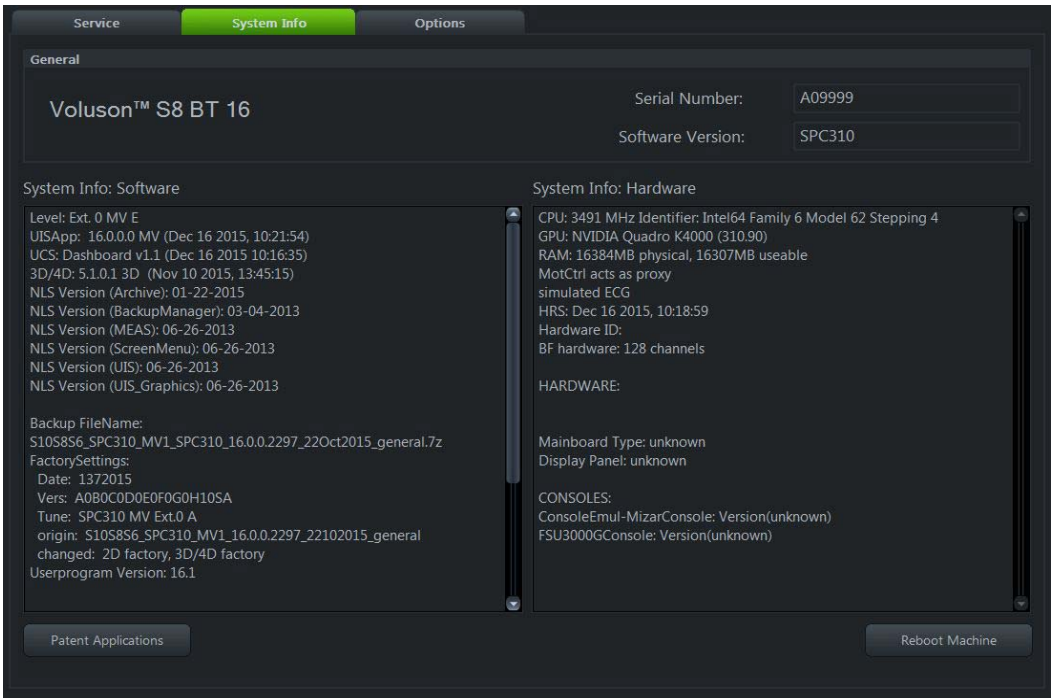 Service
System Info
Options
General
Voluson™ S8 BT 16
Serial Number:
A09999
Software Version:
SPC310
System Info: Software
Level: Ext. 0 MV E
UISApp:  16.0.0.0 MV (Dec 16 2015, 10:21:54)
UCS: Dashboard v1.1 (Dec 16 2015 10:16:35)
3D/4D: 5.1.0.1 3D  (Nov 10 2015, 13:45:15)
NLS Version (Archive): 01-22-2015
NLS Version (BackupManager): 03-04-2013
NLS Version (MEAS): 06-26-2013
NLS Version (ScreenMenu): 06-26-2013
NLS Version (UIS): 06-26-2013
NLS Version (UIS_Graphics): 06-26-2013
Backup FileName:
S10S8S6_SPC310_MV1_SPC310_16.0.0.2297_22Oct2015_general.7z
FactorySettings:
Date:  1372015
Vers:  A0B0C0D0E0F0G0H10SA
Tune:  SPC310 MV Ext.0 A
origin:  S10S8S6_SPC310_MV1_16.0.0.2297_22102015_general
changed:  2D factory, 3D/4D factory
Userprogram Version: 16.1
System Info: Hardware
CPU: 3491 MHz Identifier: Intel64 Family 6 Model 62 Stepping 4
GPU: NVIDIA Quadro K4000 (310.90)
RAM: 16384MB physical, 16307MB useable
MotCtrl acts as proxy
simulated ECG
HRS: Dec 16 2015, 10:18:59
Hardware ID:
BF hardware: 128 channels
HARDWARE:
Mainboard Type: unknown
Display Panel: unknown
CONSOLES:
ConsoleEmul-MizarConsole: Version(unknown)
FSU3000GConsole: Version(unknown)
Patent Applications
Reboot Machine